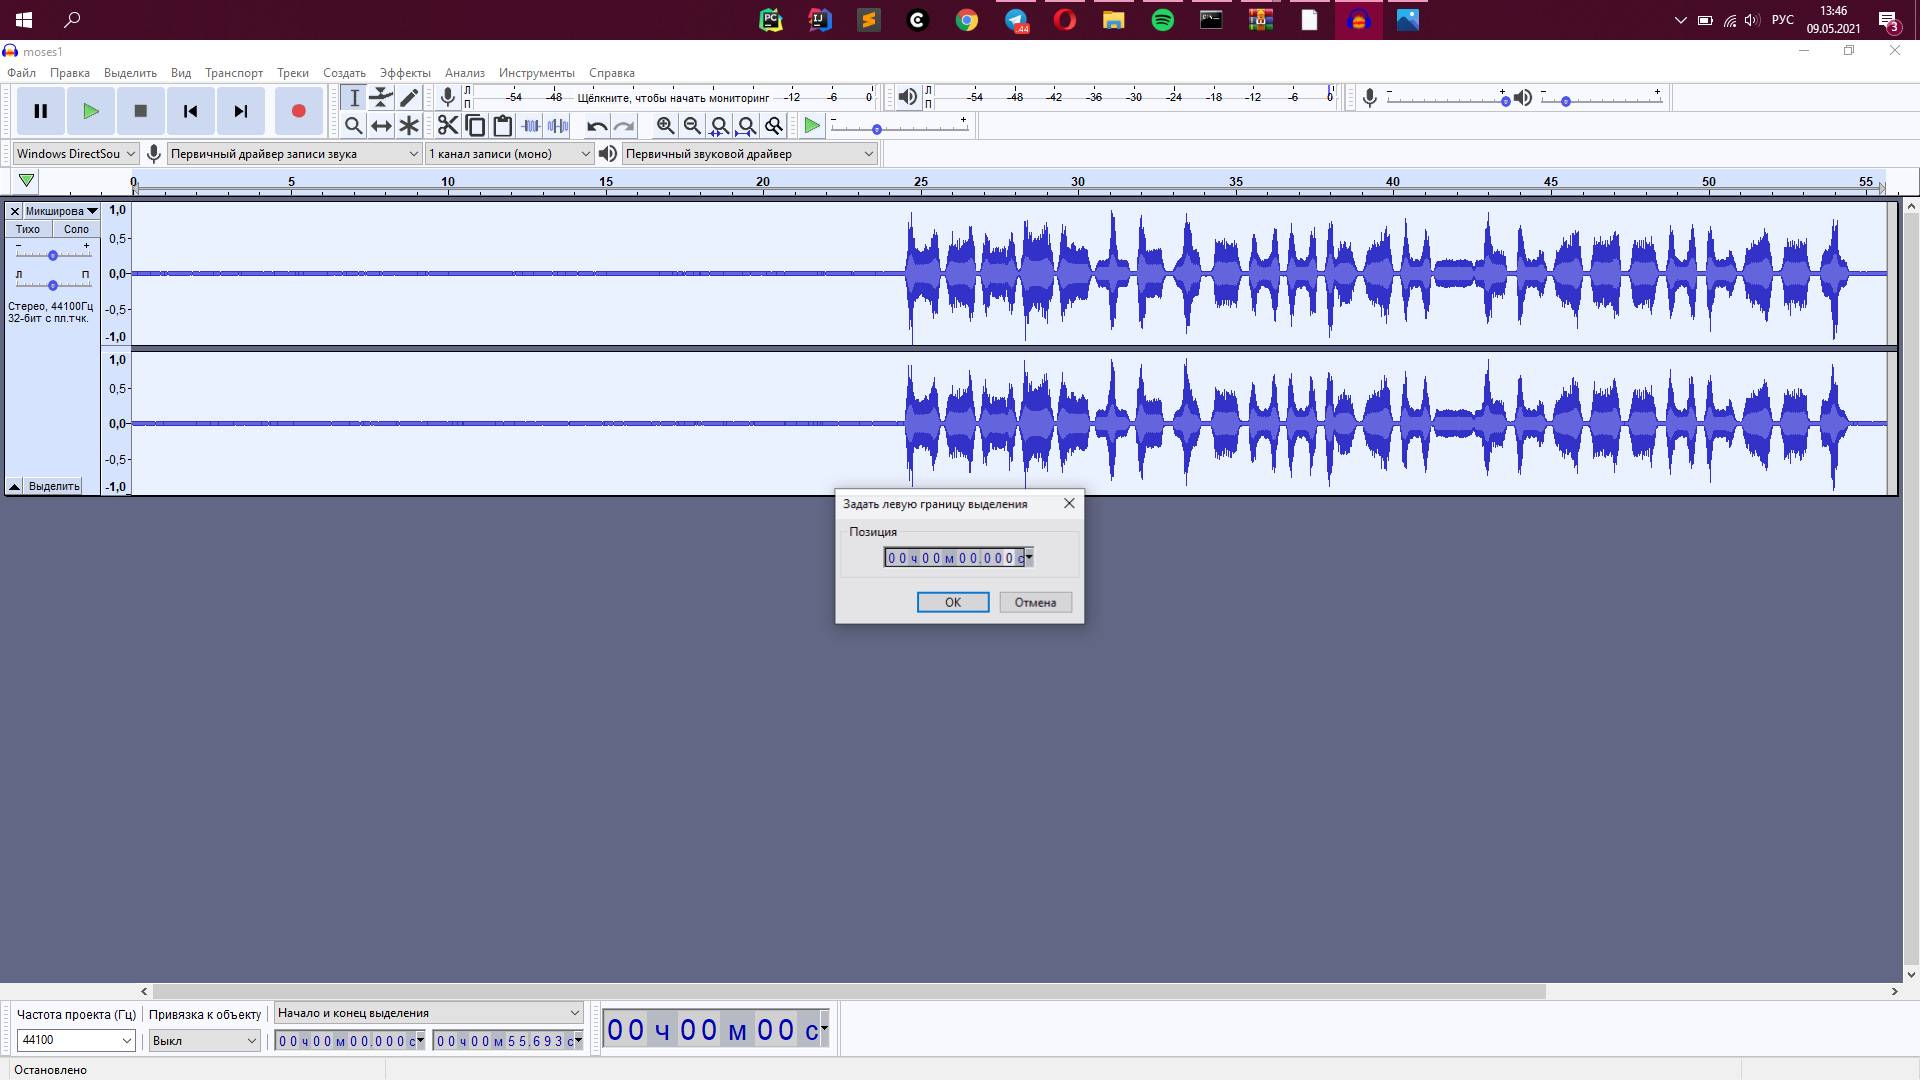 РУС
13:46
09.05.2021
3
44
moses1
Файл Правка Выделить Вид Транспорт Треки Создать Эффекты Анализ Инструменты Справка
Л
П
-54 -48 Щёлкните, чтобы начать мониторинг -12 -6 0
Л
П
-54 -48 -42 -36 -30 -24 -18 -12 -6 0
- +
- +
- +
Windows DirectSou
Первичный драйвер записи звука
1 канал записи (моно)
Первичный звуковой драйвер
0 5 10 15 20 25 30 35 40 45 50 55
Микширова
Тихо Соло
- +
Л П
Стерео, 44100Гц
32-бит с пл.тчк.
Выделить
1,0
0,5-
0,0-
-0,5-
-1,0
1,0
0,5-
0,0-
-0,5-
-1,0
Задать левую границу выделения
Позиция
00 ч 00 м 00.000 с
OK Отмена
Частота проекта (Гц) Привязка к объекту Начало и конец выделения
44100 Выкл 00 ч 00 м 00.000 с 00 ч 00 м 55.693 с
00 ч 00 м 00 с
Остановлено